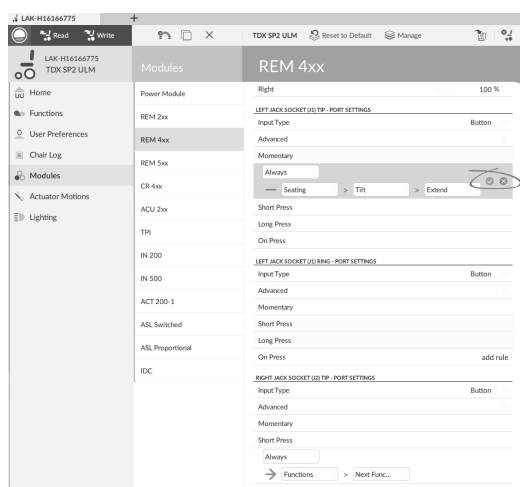 LAK-H16166775
+
Read Write
TDX SP2 ULM Reset to Default Manage
LAK-H16166775
TDX SP2 ULM
Home
Functions
User Preferences
Chair Log
Modules
Actuator Motions
Lighting
Modules
Power Module
REM 2xx
REM 4xx
REM 5xx
CR 4xx
ACU 2xx
TPI
IN 200
IN 500
ACT 200-1
ASL Switched
ASL Proportional
IDC
REM 4xx
Right 100 %
LEFT JACK SOCKET (J1) TIP - PORT SETTINGS
Input Type Button
Advanced
Momentary
Always
Seating > Tilt > Extend
Short Press
Long Press
On Press
LEFT JACK SOCKET (J1) RING - PORT SETTINGS
Input Type Button
Advanced
Momentary
Short Press
Long Press
On Press add rule
RIGHT JACK SOCKET (J2) TIP - PORT SETTINGS
Input Type Button
Advanced
Momentary
Short Press
Always
Functions > Next Func...